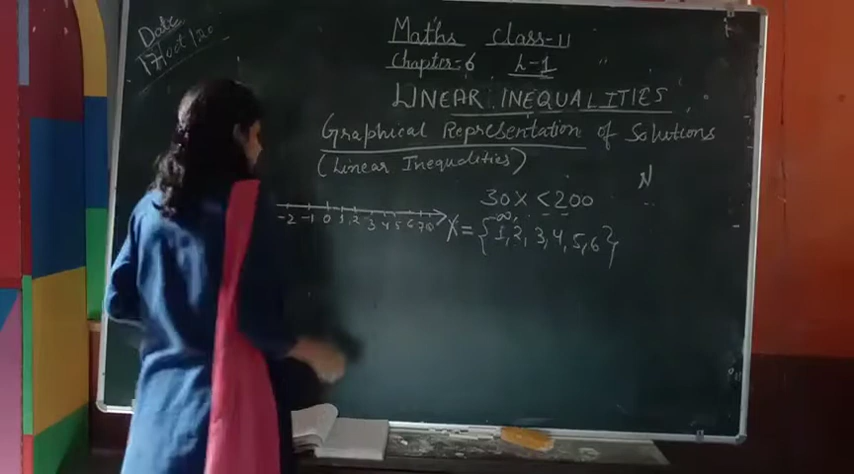 Date
17/Oct/20
Maths Class-11
Chapter-6 L-1
LINEAR INEQUALITIES
Graphical Representation of Solutions
(Linear Inequalities)
N
30x < 200
-2 -1 0 1 2 3 4 5 6 7
x = {1, 2, 3, 4, 5, 6}